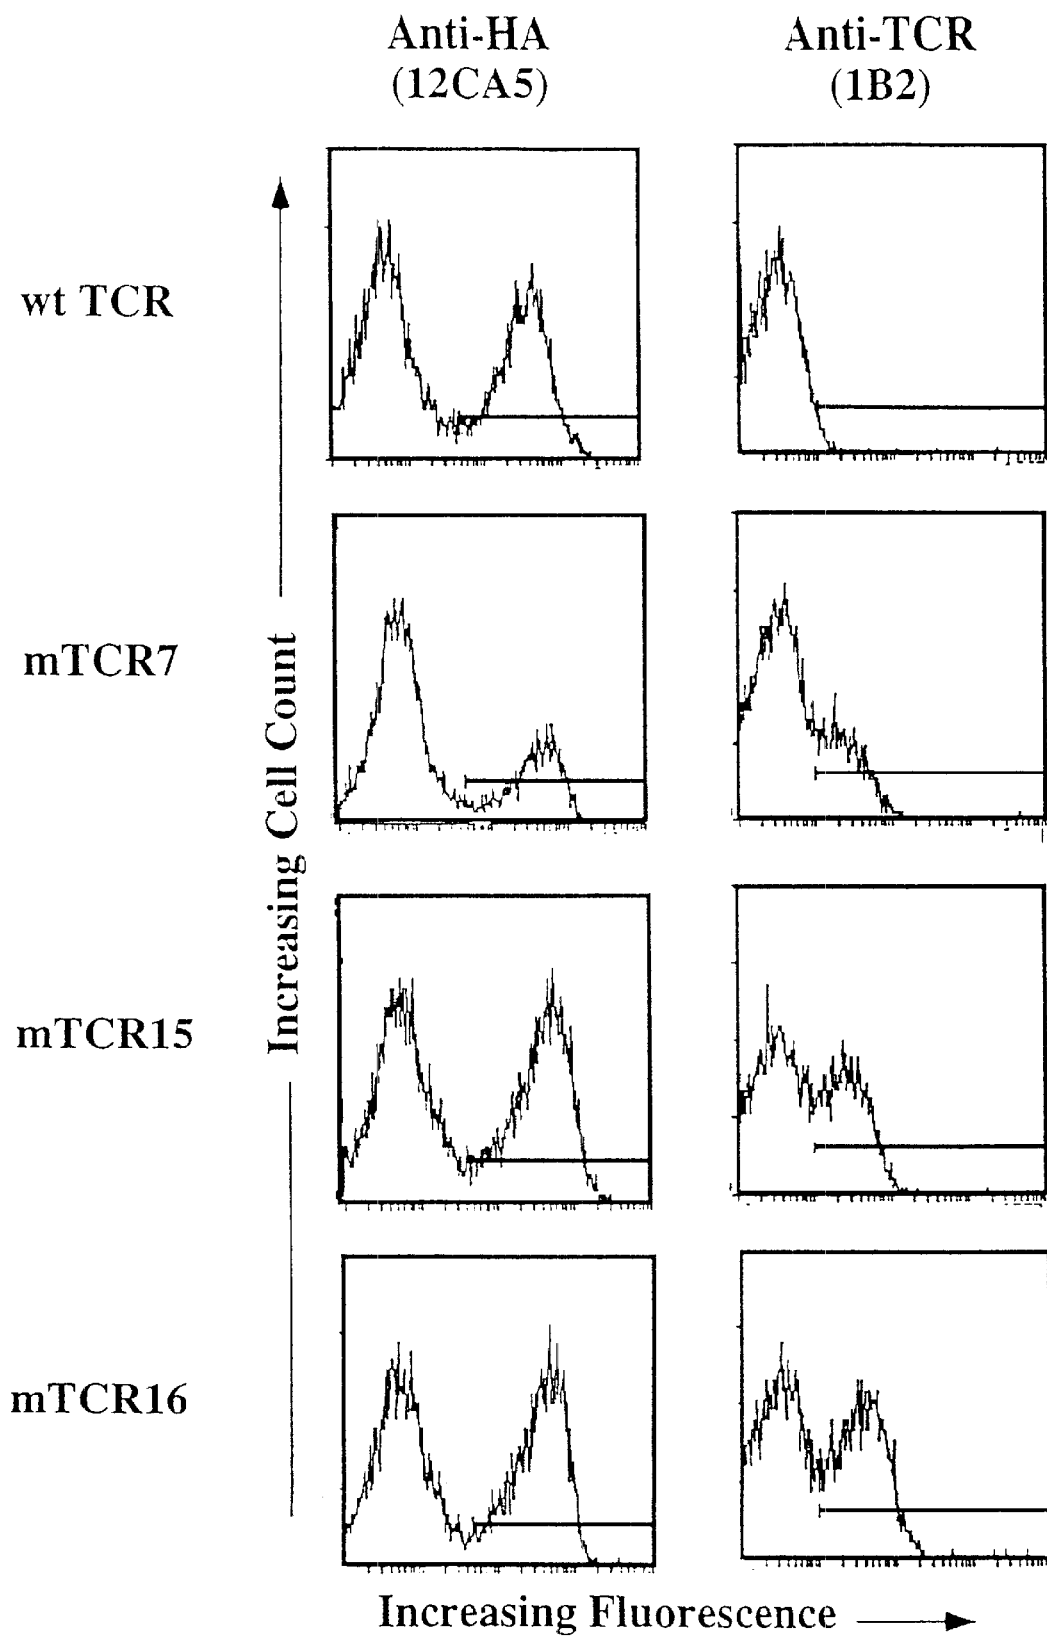 Anti-HA
(12CA5)
Anti-TCR
(1B2)
wt TCR
mTCR7
mTCR15
mTCR16
Increasing Cell Count
Increasing Fluorescence